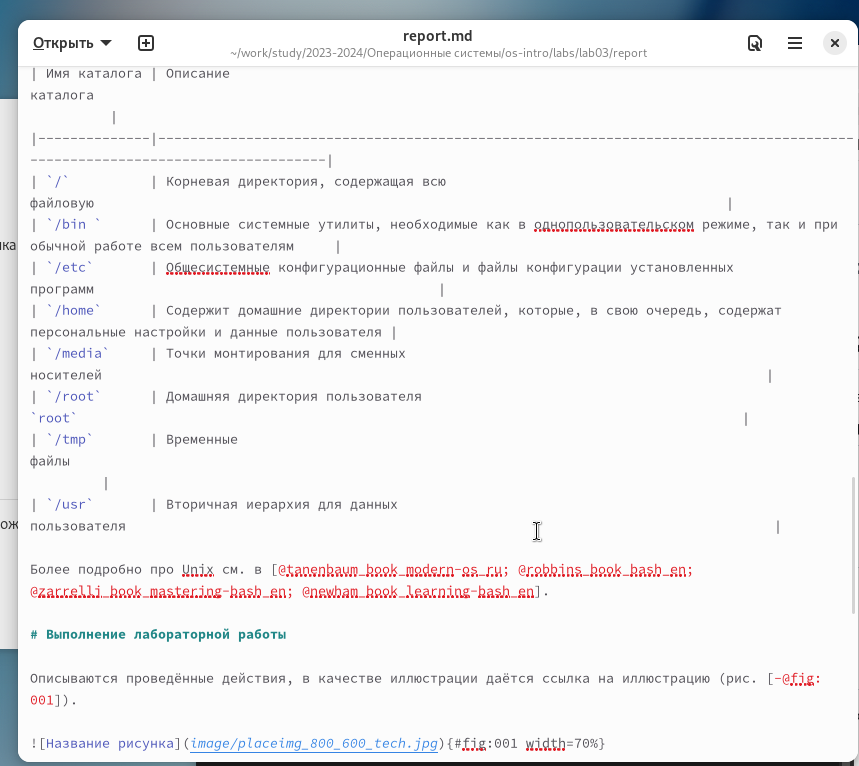 Открыть
report.md
~/work/study/2023-2024/Операционные системы/os-intro/labs/lab03/report
| Имя каталога | Описание
каталога
|
|--------------|---------------------------------------------------------------------------------------
-------------------------------------|
| `/`          | Корневая директория, содержащая всю
файловую |
| `/bin `      | Основные системные утилиты, необходимые как в однопользовательском режиме, так и при
обычной работе всем пользователям     |
| `/etc`       | Общесистемные конфигурационные файлы и файлы конфигурации установленных
программ |
| `/home`      | Содержит домашние директории пользователей, которые, в свою очередь, содержат
персональные настройки и данные пользователя |
| `/media`     | Точки монтирования для сменных
носителей |
| `/root`      | Домашняя директория пользователя
`root` |
| `/tmp`       | Временные
файлы
|
| `/usr`       | Вторичная иерархия для данных
пользователя |
Более подробно про Unix см. в [@tanenbaum_book_modern-os_ru; @robbins_book_bash_en;
@zarrelli_book_mastering-bash_en; @newham_book_learning-bash_en].
# Выполнение лабораторной работы
Описываются проведённые действия, в качестве иллюстрации даётся ссылка на иллюстрацию (рис. [-@fig:
001]).
![Название рисунка](image/placeimg_800_600_tech.jpg){#fig:001 width=70%}